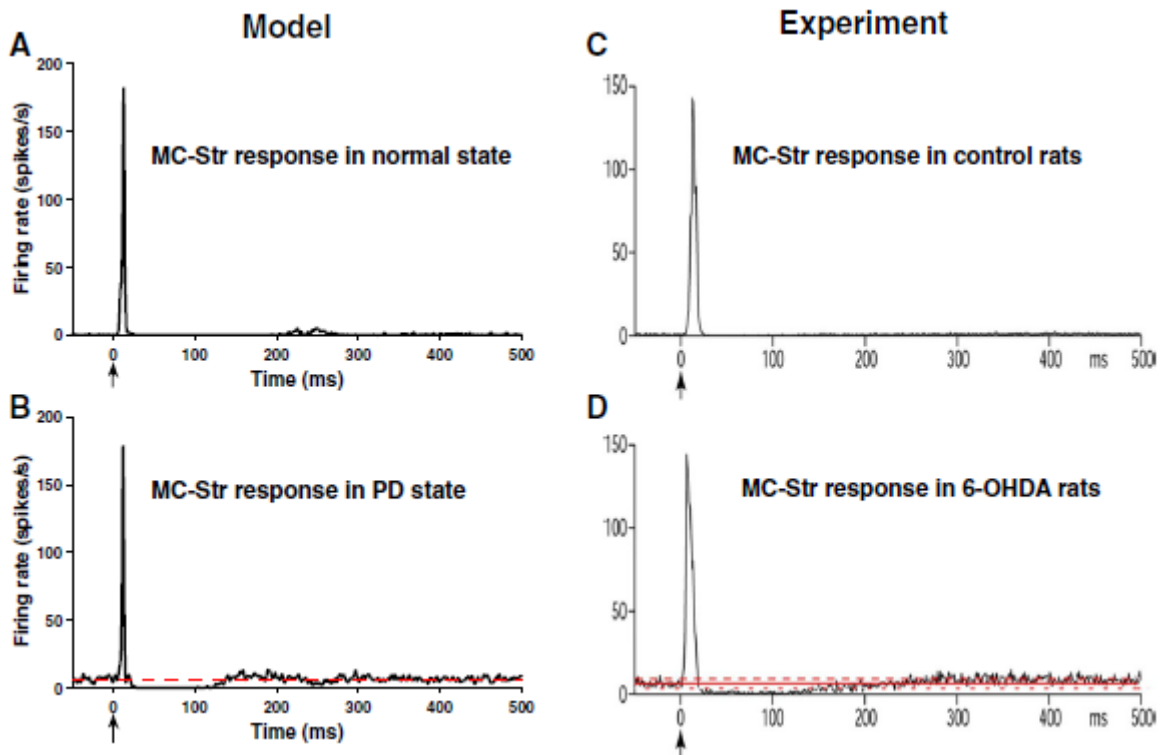 Model
Experiment
A
200
150
100
50
0
Firing rate (spikes/s)
MC-Str response in normal state
0 100 200 300 400 500
Time (ms)
C
150
100
50
0
MC-Str response in control rats
0 100 200 300 400 ms 500
B
200
150
100
50
0
Firing rate (spikes/s)
MC-Str response in PD state
0 100 200 300 400 500
Time (ms)
D
150
100
50
0
MC-Str response in 6-OHDA rats
0 100 200 300 400 ms 500